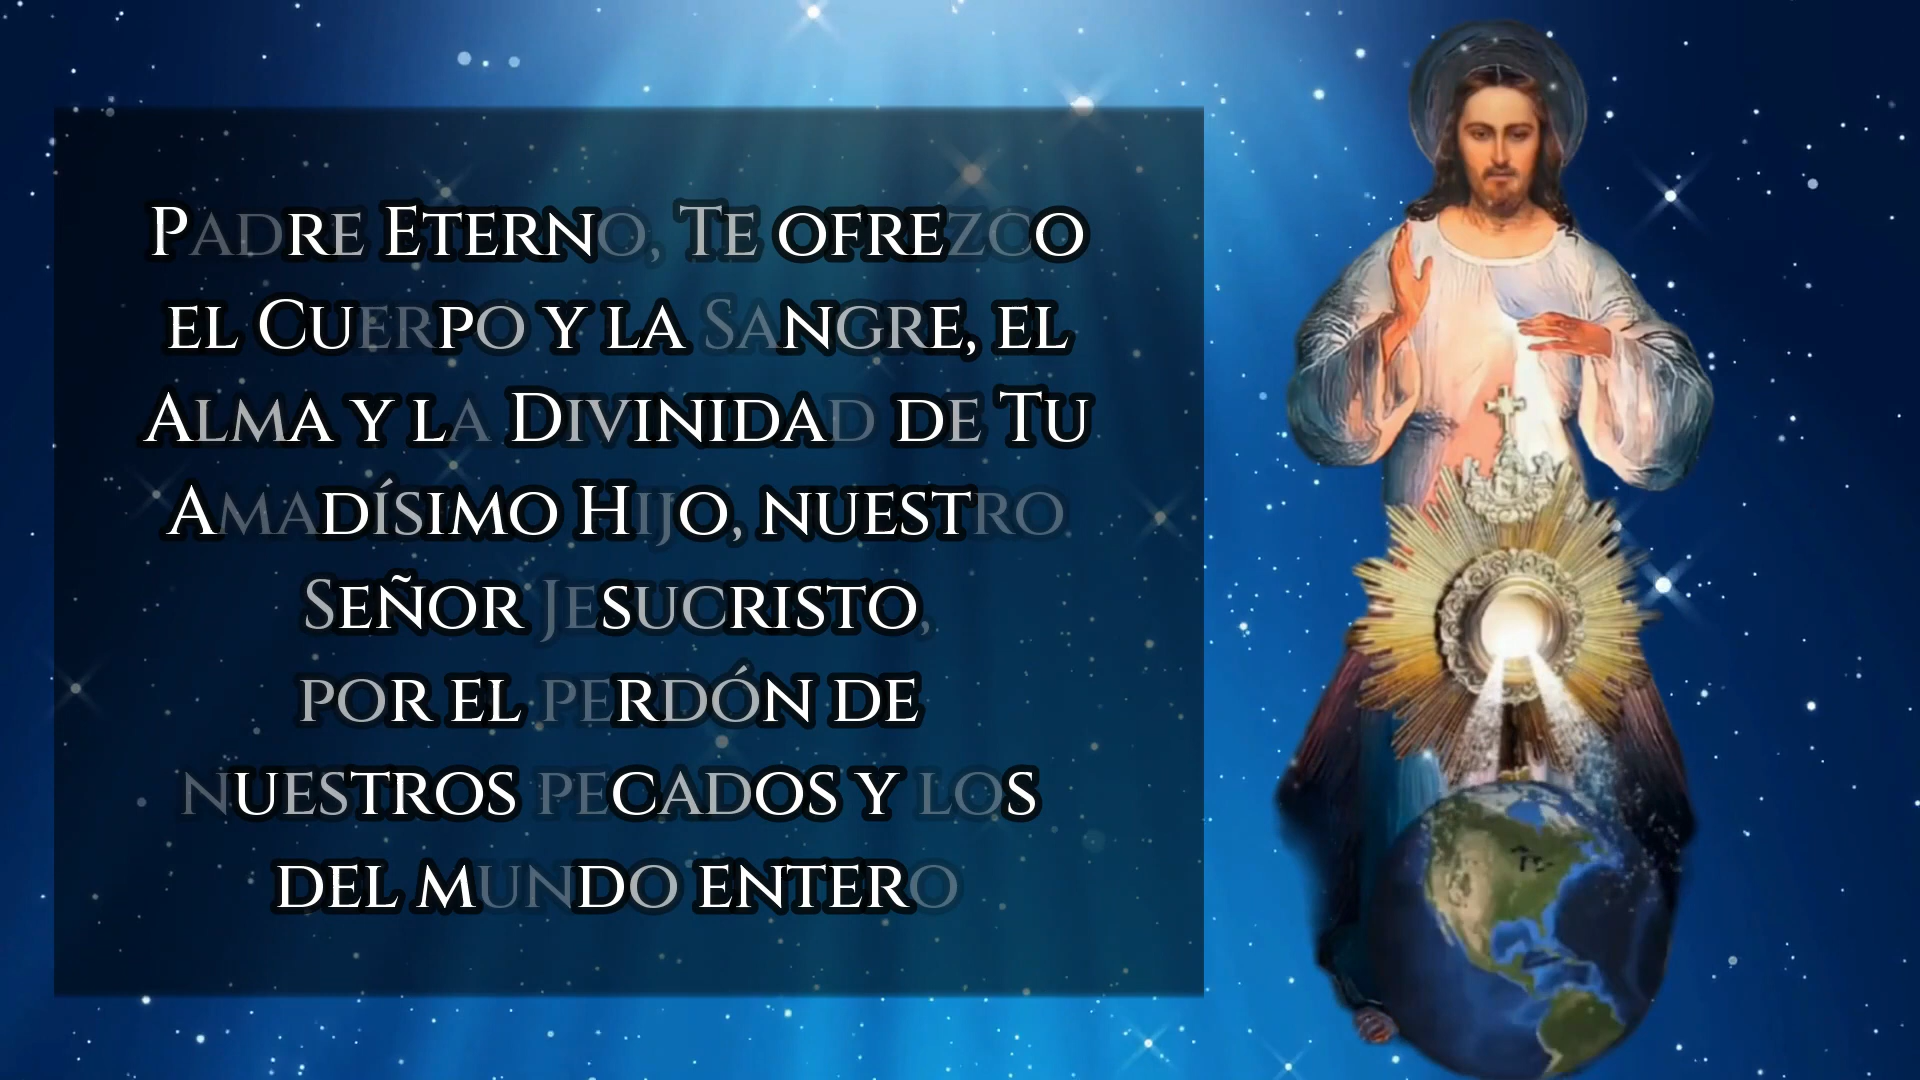 Padre Eterno, Te ofrezco
el Cuerpo y la Sangre, el
Alma y la Divinidad de Tu
Amadísimo Hijo, nuestro
Señor Jesucristo,
por el perdón de
nuestros pecados y los
del mundo entero